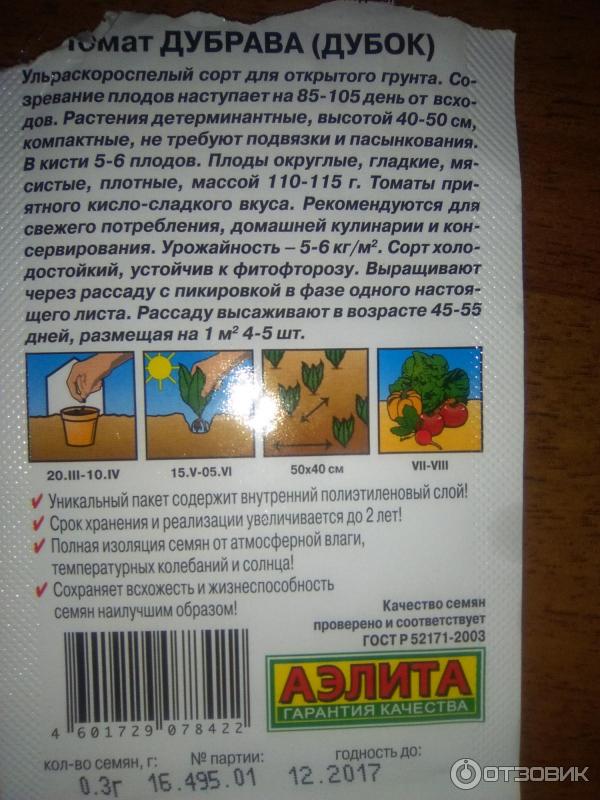 Томат ДУБРАВА (ДУБОК)
Ультраскороспелый сорт для открытого грунта. Со-
зревание плодов наступает на 85-105 день от всхо-
дов. Растения детерминантные, высотой 40-50 см,
компактные, не требуют подвязки и пасынкования.
В кисти 5-6 плодов. Плоды округлые, гладкие, мя-
систые, плотные, массой 110-115 г. Томаты при-
ятного кисло-сладкого вкуса. Рекомендуются для
свежего потребления, домашней кулинарии и кон-
сервирования. Урожайность – 5-6 кг/м². Сорт холо-
достойкий, устойчив к фитофторозу. Выращивают
через рассаду с пикировкой в фазе одного настоя-
щего листа. Рассаду высаживают в возрасте 45-55
дней, размещая на 1 м² 4-5 шт.
20.III-10.IV 15.V-05.VI 50х40 см VII-VIII
Уникальный пакет содержит внутренний полиэтиленовый слой!
Срок хранения и реализации увеличивается до 2 лет!
Полная изоляция семян от атмосферной влаги,
температурных колебаний и солнца!
Сохраняет всхожесть и жизнеспособность
семян наилучшим образом!
Качество семян
проверено и соответствует
ГОСТ Р 52171-2003
АЭЛИТА
ГАРАНТИЯ КАЧЕСТВА
4 601729 078422
кол-во семян, г: № партии: годность до:
0.3г 16.495.01 12.2017
ОТЗОВИК